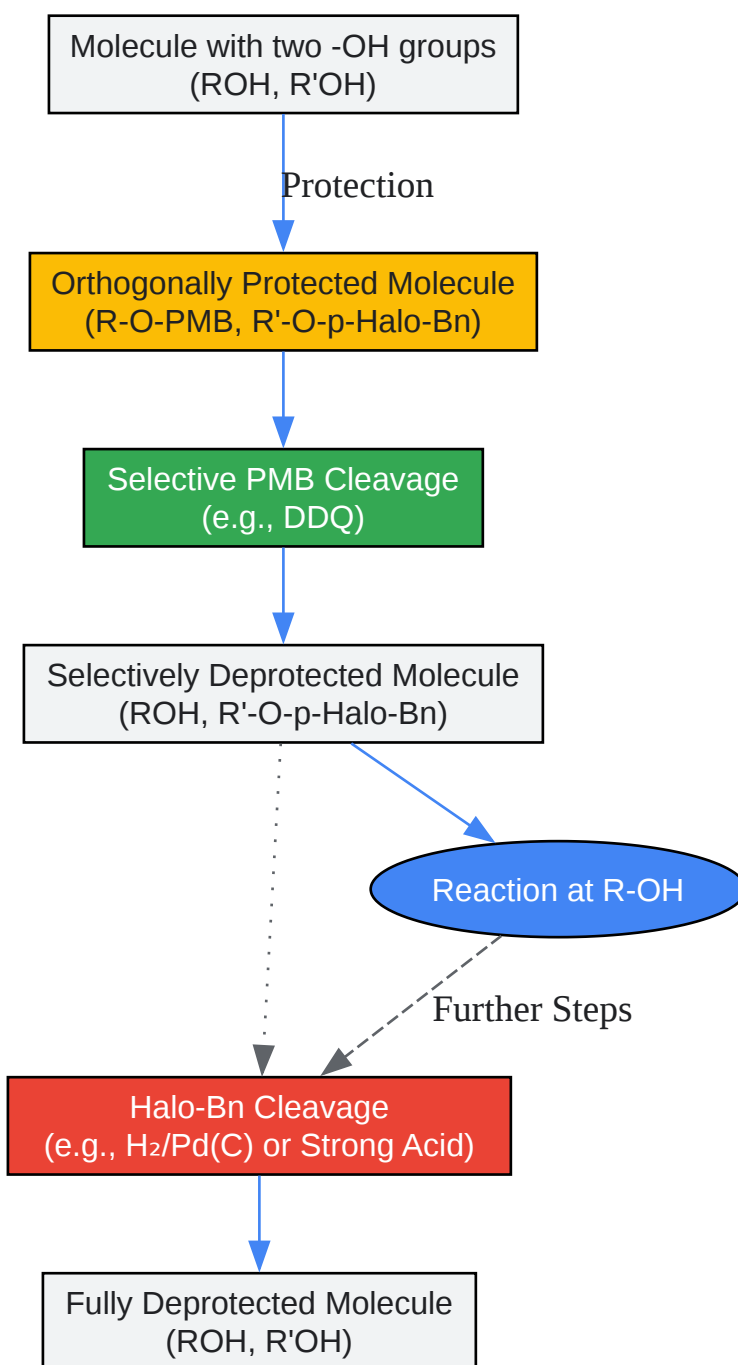 Molecule with two -OH groups
(ROH, R'OH)
Protection
Orthogonally Protected Molecule
(R-O-PMB, R'-O-p-Halo-Bn)
Selective PMB Cleavage
(e.g., DDQ)
Selectively Deprotected Molecule
(ROH, R'-O-p-Halo-Bn)
Reaction at R-OH
Further Steps
Halo-Bn Cleavage
(e.g., H₂/Pd(C) or Strong Acid)
Fully Deprotected Molecule
(ROH, R'OH)